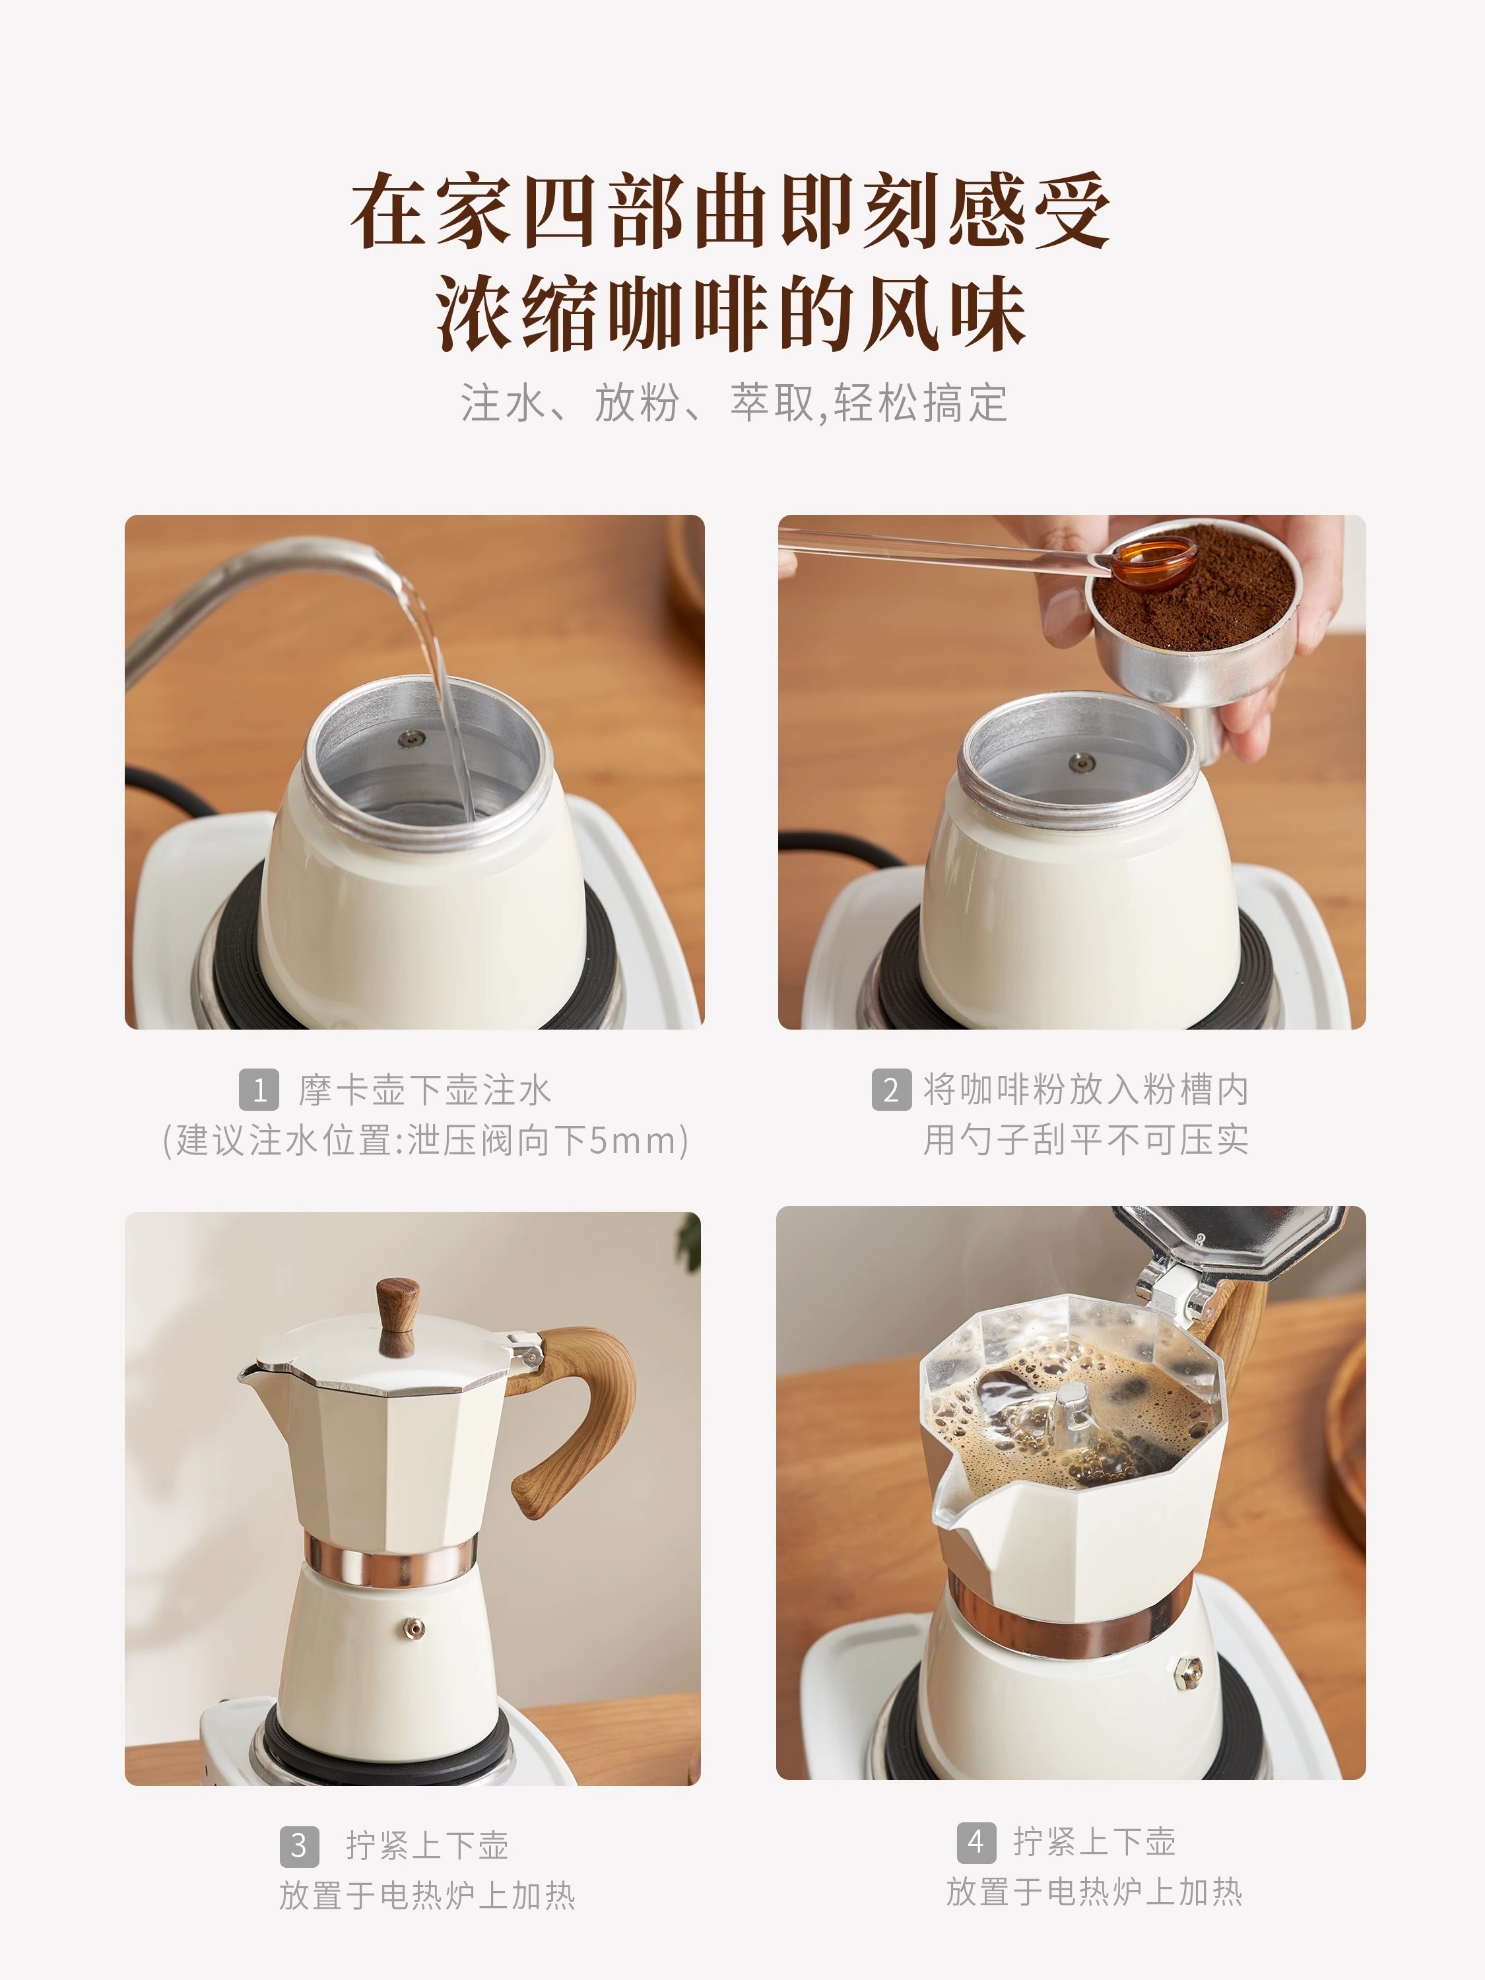 在家四部曲即刻感受
浓缩咖啡的风味
注水、放粉、萃取,轻松搞定
1 摩卡壶下壶注水
(建议注水位置:泄压阀向下5mm)
2 将咖啡粉放入粉槽内
用勺子刮平不可压实
3 拧紧上下壶
放置于电热炉上加热
4 拧紧上下壶
放置于电热炉上加热